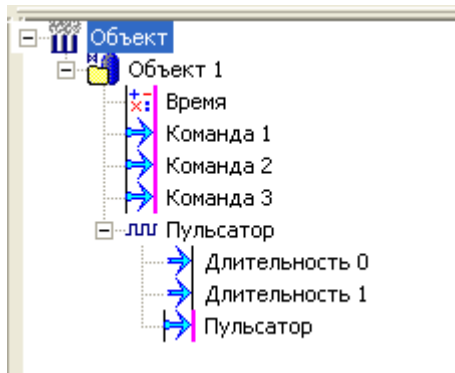 Объект
Объект 1
Время
Команда 1
Команда 2
Команда 3
Пульсатор
Длительность 0
Длительность 1
Пульсатор